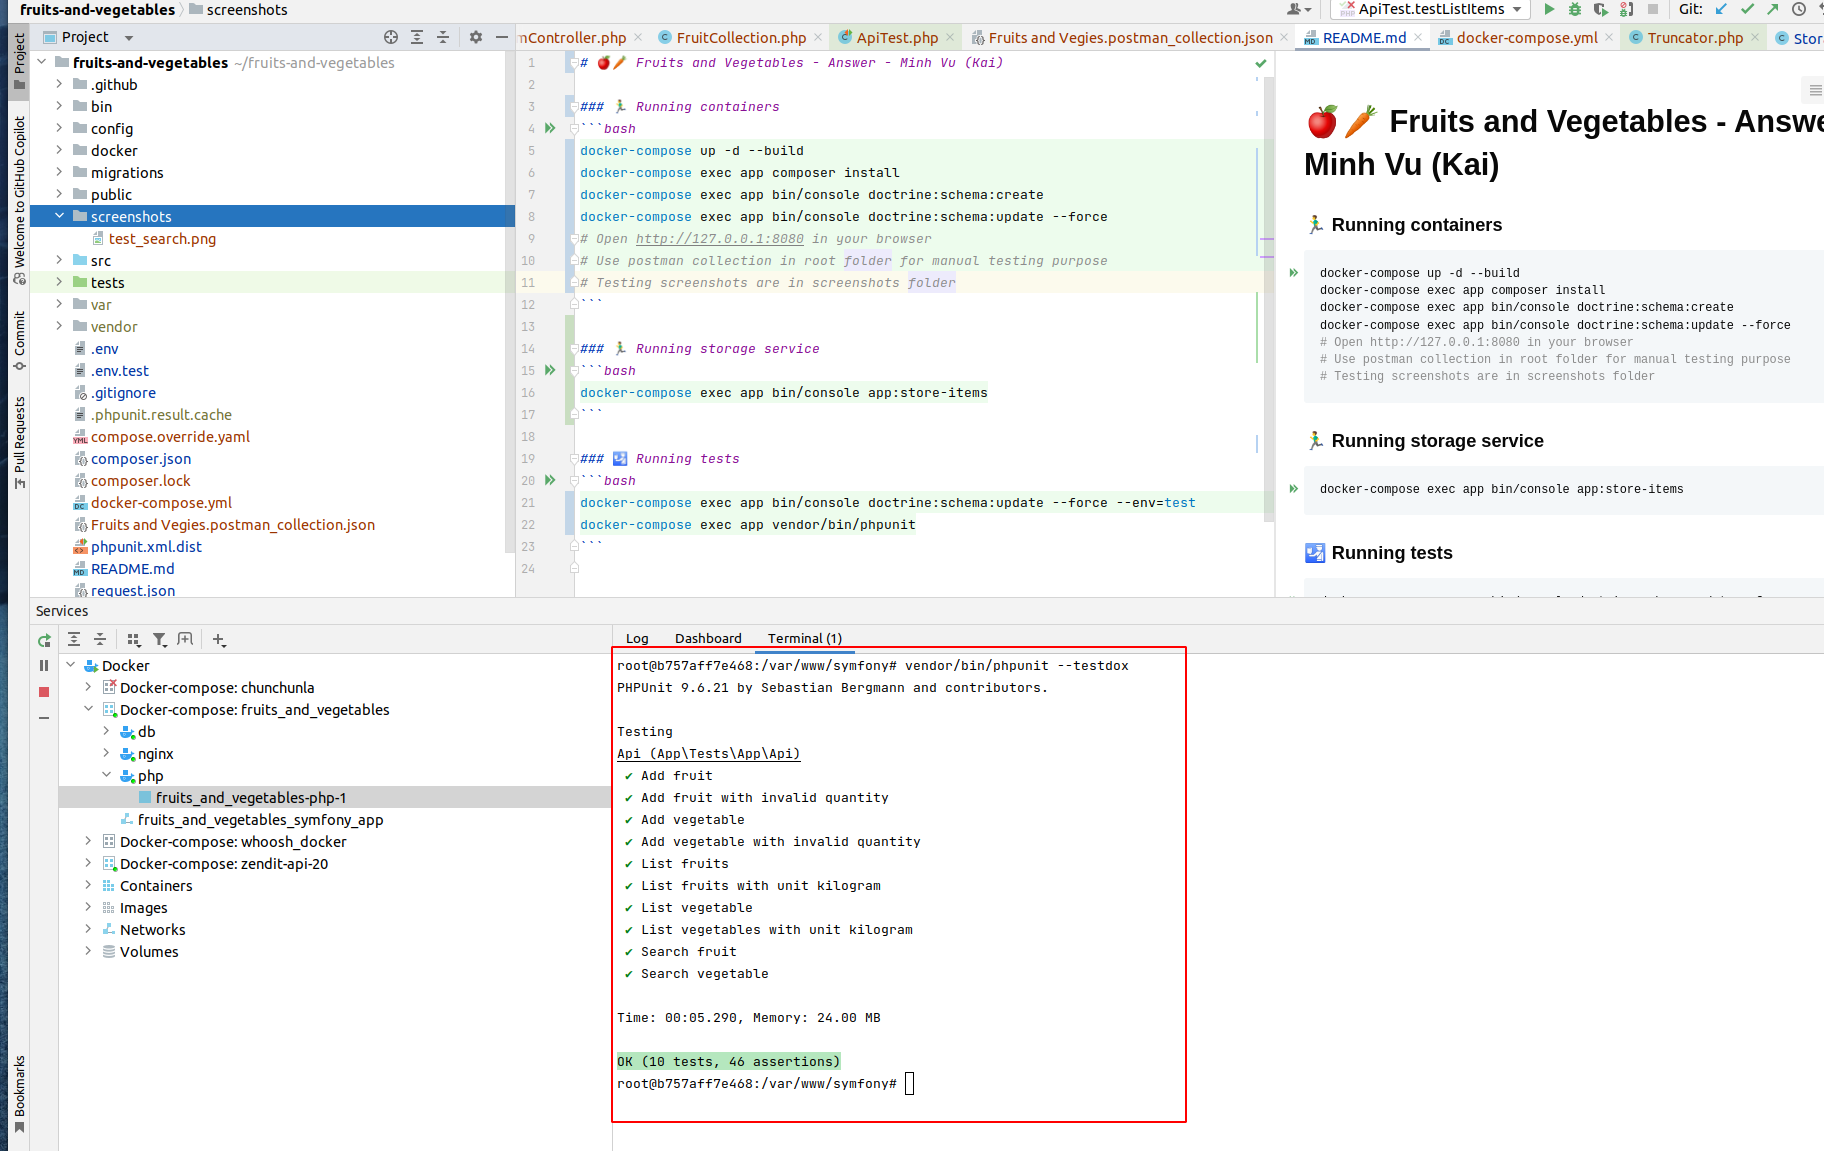 fruits-and-vegetables
screenshots
ApiTest.testListItems
Git:
Project
mController.php
FruitCollection.php
ApiTest.php
Fruits and Vegies.postman_collection.json
README.md
docker-compose.yml
Truncator.php
Stor
Project
Welcome to GitHub Copilot
Commit
Pull Requests
Bookmarks
fruits-and-vegetables ~/fruits-and-vegetables
.github
bin
config
docker
migrations
public
screenshots
test_search.png
src
tests
var
vendor
.env
.env.test
.gitignore
.phpunit.result.cache
compose.override.yaml
composer.json
composer.lock
docker-compose.yml
Fruits and Vegies.postman_collection.json
phpunit.xml.dist
README.md
request.json
1 # 🍎🥕 Fruits and Vegetables - Answer - Minh Vu (Kai)
2
3 ### 🏃‍♂️ Running containers
4 ```bash
5 docker-compose up -d --build
6 docker-compose exec app composer install
7 docker-compose exec app bin/console doctrine:schema:create
8 docker-compose exec app bin/console doctrine:schema:update --force
9 # Open http://127.0.0.1:8080 in your browser
10 # Use postman collection in root folder for manual testing purpose
11 # Testing screenshots are in screenshots folder
12 ```
13
14 ### 🏃‍♂️ Running storage service
15 ```bash
16 docker-compose exec app bin/console app:store-items
17 ```
18
19 ### 🛂 Running tests
20 ```bash
21 docker-compose exec app bin/console doctrine:schema:update --force --env=test
22 docker-compose exec app vendor/bin/phpunit
23 ```
24
🍎🥕 Fruits and Vegetables - Answe
Minh Vu (Kai)
🏃‍♂️ Running containers
docker-compose up -d --build
docker-compose exec app composer install
docker-compose exec app bin/console doctrine:schema:create
docker-compose exec app bin/console doctrine:schema:update --force
# Open http://127.0.0.1:8080 in your browser
# Use postman collection in root folder for manual testing purpose
# Testing screenshots are in screenshots folder
🏃‍♂️ Running storage service
docker-compose exec app bin/console app:store-items
🛂 Running tests
Services
Docker
Docker-compose: chunchunla
Docker-compose: fruits_and_vegetables
db
nginx
php
fruits_and_vegetables-php-1
fruits_and_vegetables_symfony_app
Docker-compose: whoosh_docker
Docker-compose: zendit-api-20
Containers
Images
Networks
Volumes
Log
Dashboard
Terminal (1)
root@b757aff7e468:/var/www/symfony# vendor/bin/phpunit --testdox
PHPUnit 9.6.21 by Sebastian Bergmann and contributors.
Testing
Api (App\Tests\App\Api)
✔ Add fruit
✔ Add fruit with invalid quantity
✔ Add vegetable
✔ Add vegetable with invalid quantity
✔ List fruits
✔ List fruits with unit kilogram
✔ List vegetable
✔ List vegetables with unit kilogram
✔ Search fruit
✔ Search vegetable
Time: 00:05.290, Memory: 24.00 MB
OK (10 tests, 46 assertions)
root@b757aff7e468:/var/www/symfony#